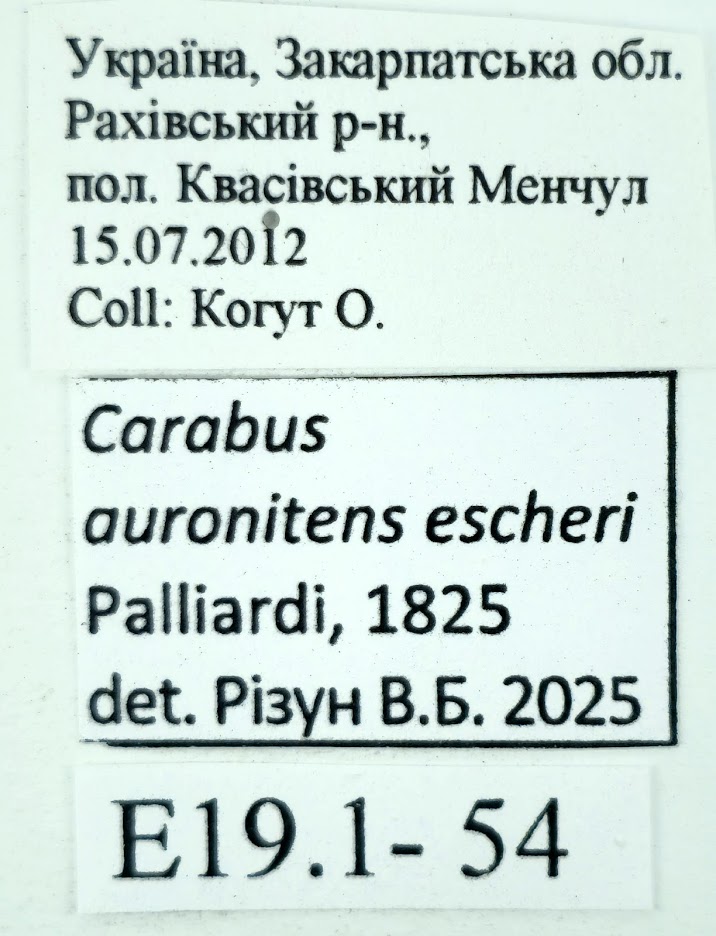 Україна, Закарпатська обл.
Рахівський р-н.,
пол. Квасівський Менчул
15.07.2012
Coll: Когут О.
Carabus
auronitens escheri
Palliardi, 1825
det. Різун В.Б. 2025
E19.1- 54